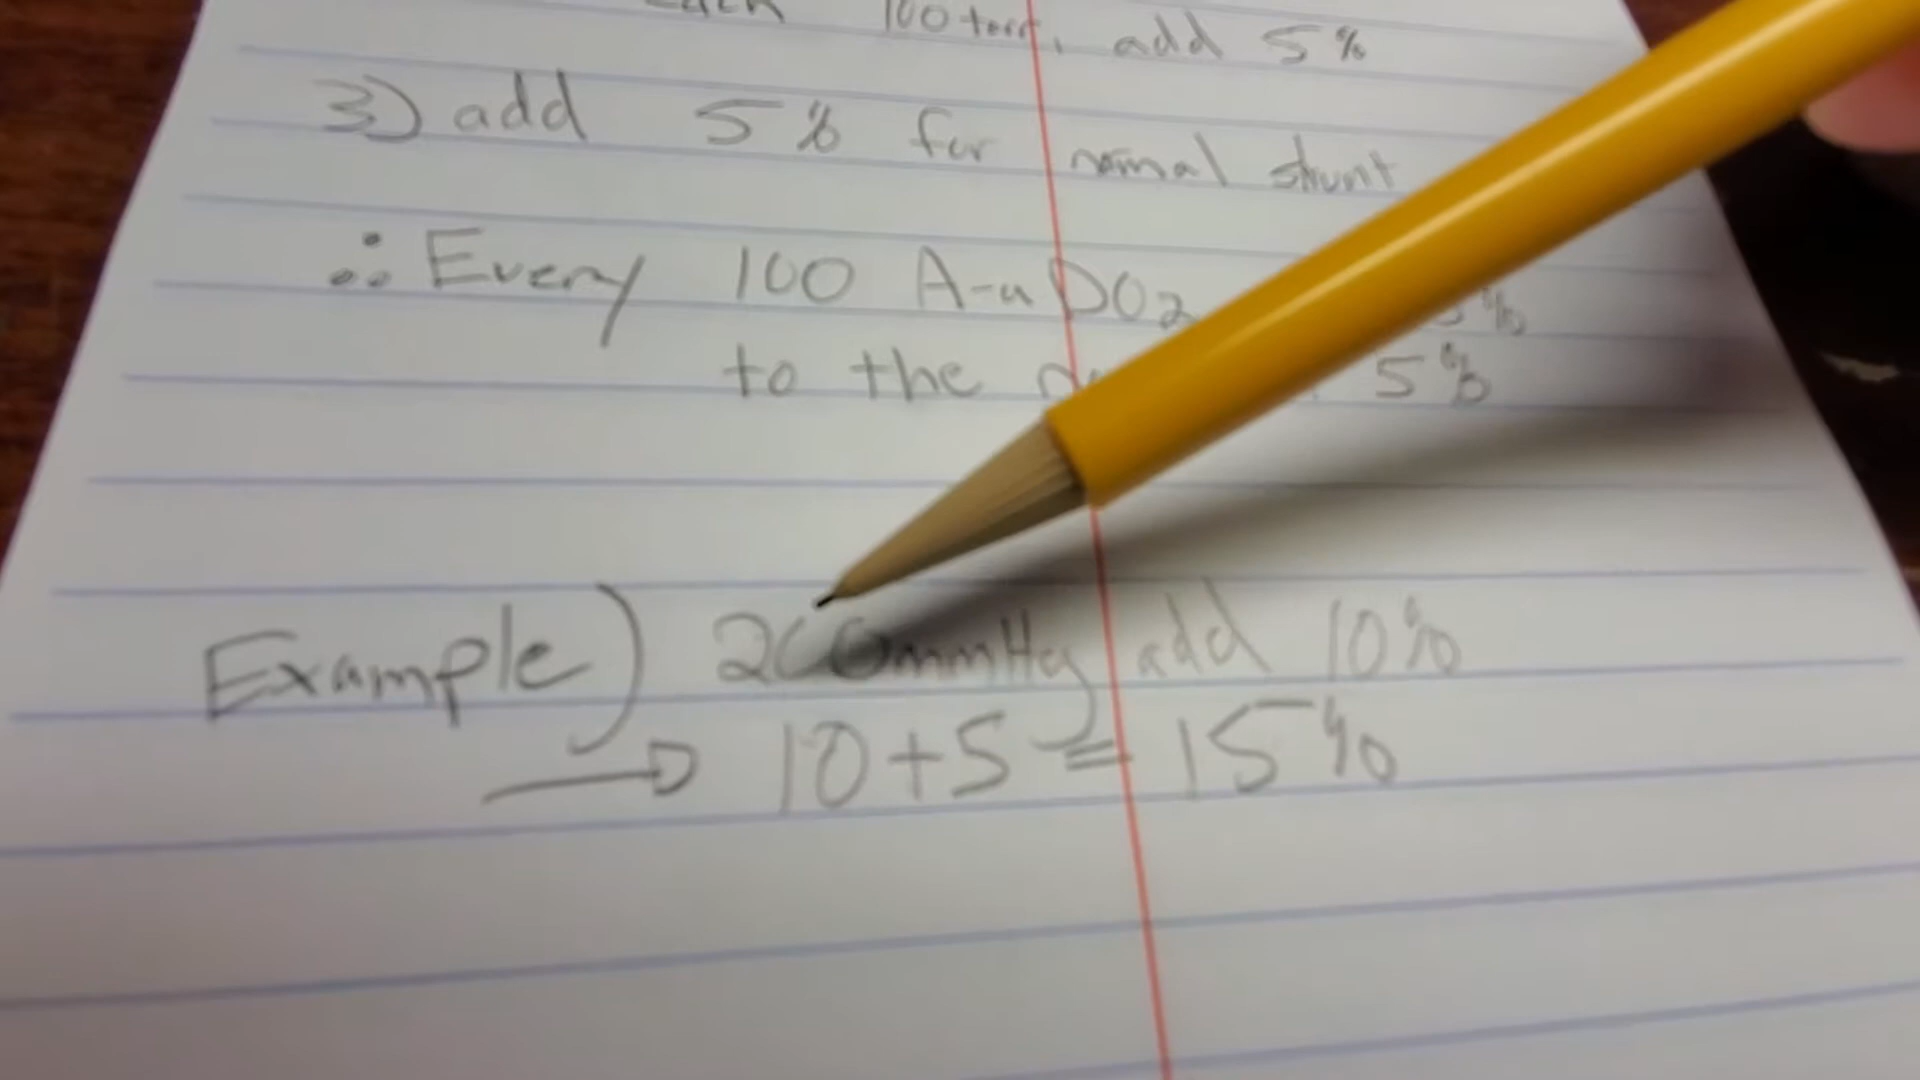 100 torr, add 5%
3) add 5% for normal shunt
∴ Every 100 A-a DO2 5%
to the 5%
Example) 200mmHg add 10%
→ 10+5 = 15%